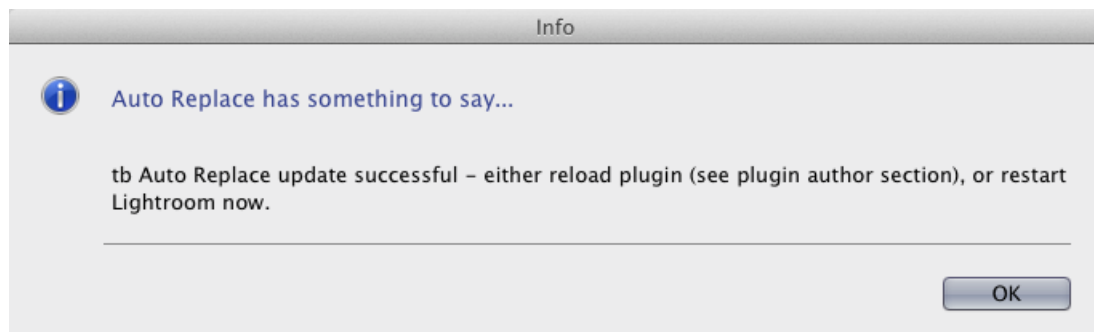 Info
Auto Replace has something to say...
tb Auto Replace update successful – either reload plugin (see plugin author section), or restart
Lightroom now.
OK